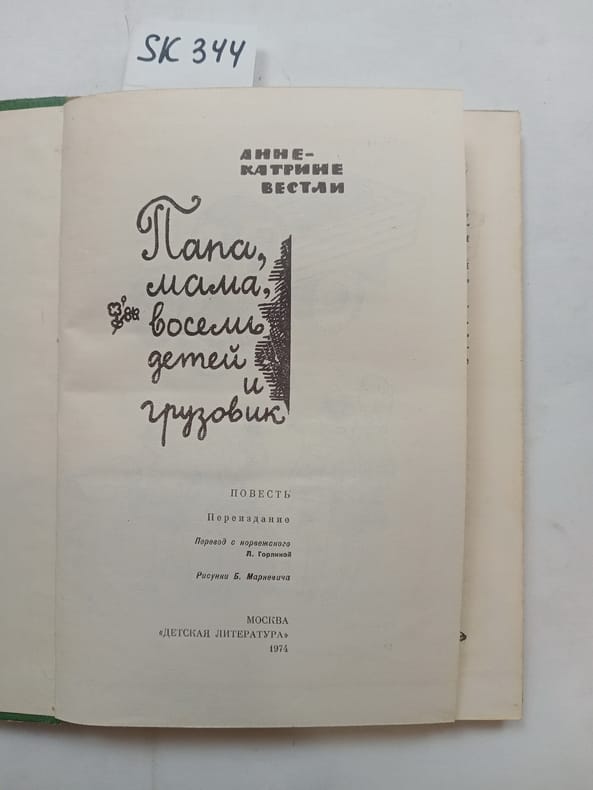 SK 344
АННЕ-
КАТРИНЕ
ВЕСТЛИ
Папа,
мама,
восемь
детей
и
грузовик
ПОВЕСТЬ
Переиздание
Перевод с норвежского
Л. Горлиной
Рисунки Б. Маркевича
МОСКВА
«ДЕТСКАЯ ЛИТЕРАТУРА»
1974